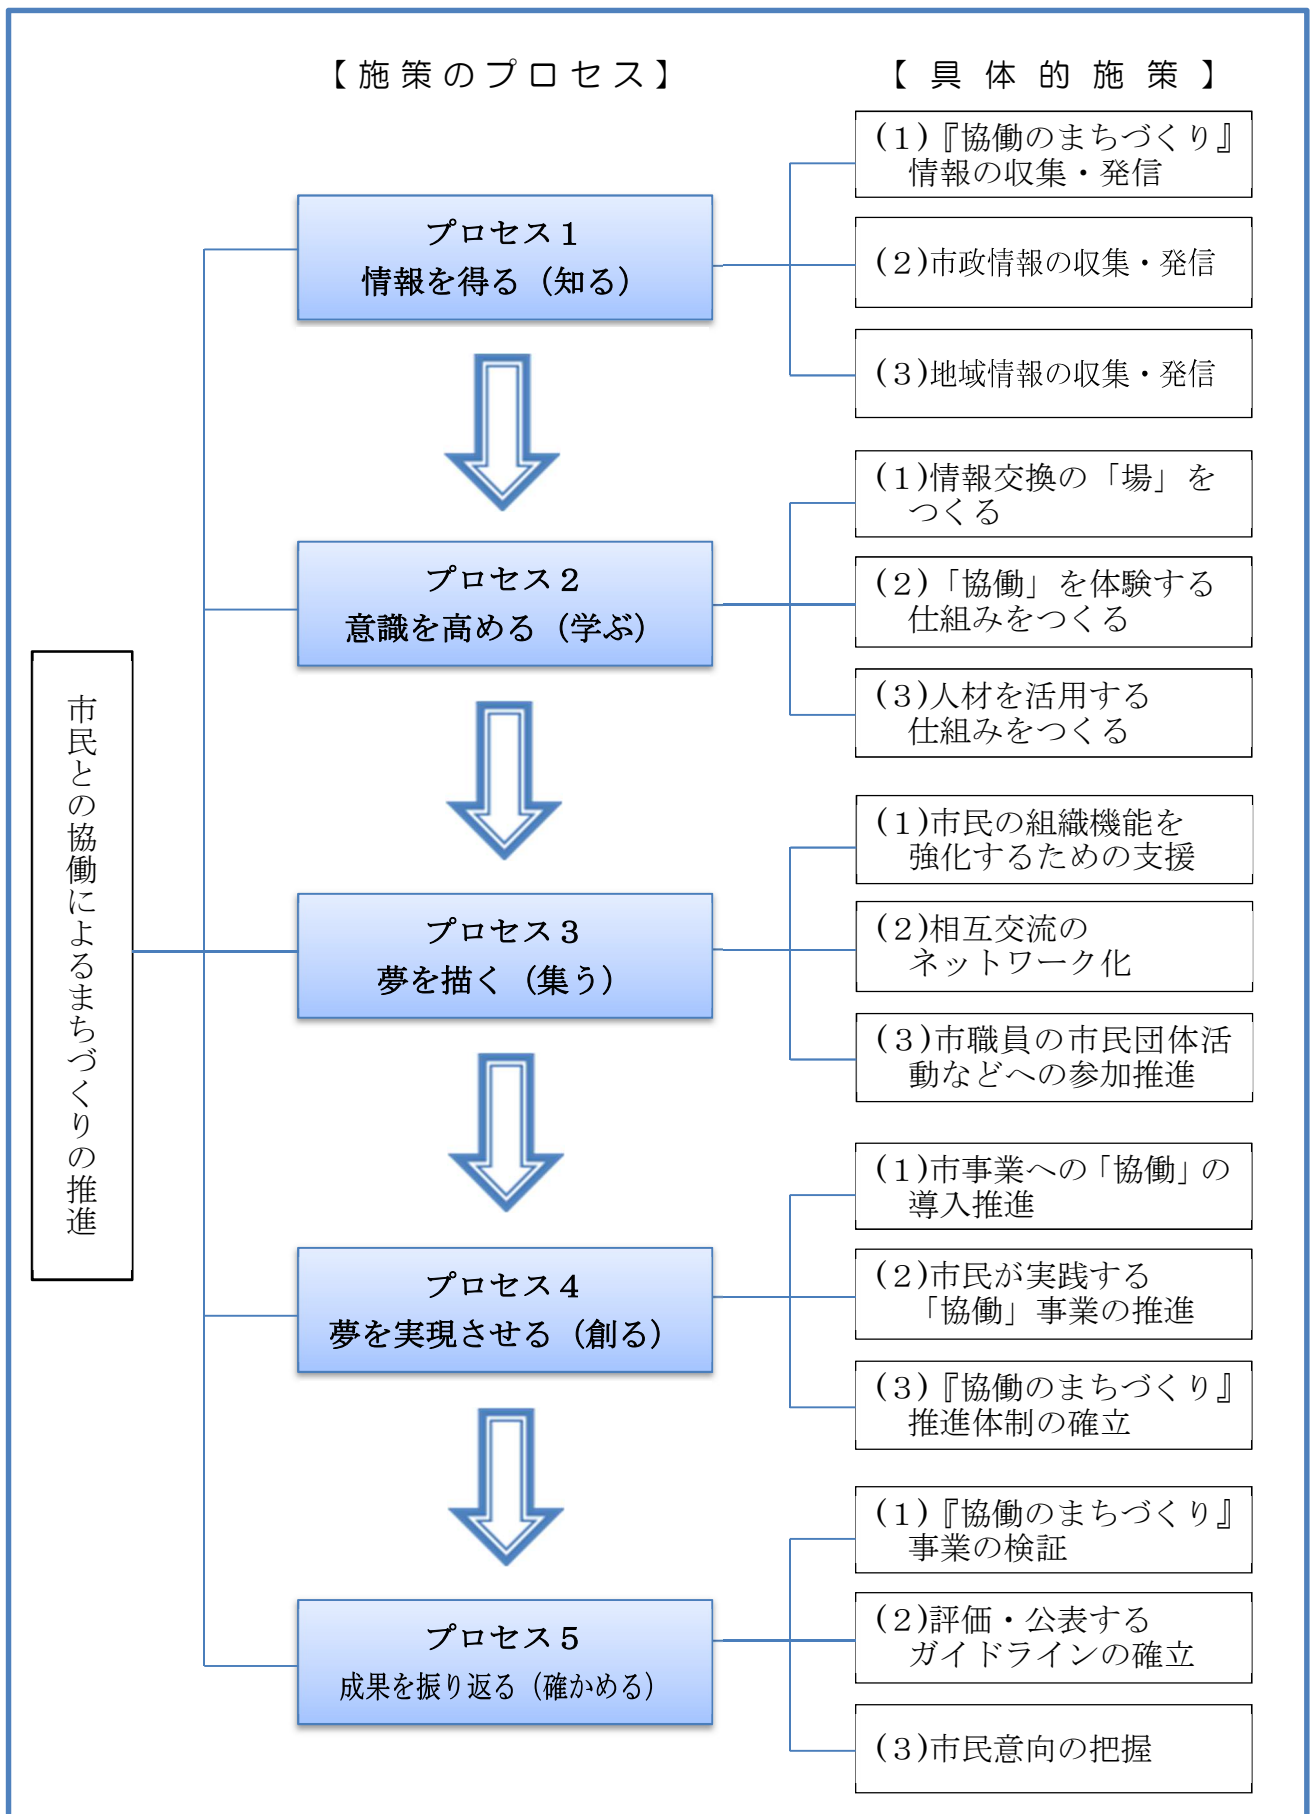 【施策のプロセス】
【具体的施策】
市民との協働によるまちづくりの推進
プロセス１
情報を得る（知る）
(１)『協働のまちづくり』
情報の収集・発信
(２)市政情報の収集・発信
(３)地域情報の収集・発信
プロセス２
意識を高める（学ぶ）
(１)情報交換の「場」を
つくる
(２)「協働」を体験する
仕組みをつくる
(３)人材を活用する
仕組みをつくる
プロセス３
夢を描く（集う）
(１)市民の組織機能を
強化するための支援
(２)相互交流の
ネットワーク化
(３)市職員の市民団体活
動などへの参加推進
プロセス４
夢を実現させる（創る）
(１)市事業への「協働」の
導入推進
(２)市民が実践する
「協働」事業の推進
(３)『協働のまちづくり』
推進体制の確立
プロセス５
成果を振り返る（確かめる）
(１)『協働のまちづくり』
事業の検証
(２)評価・公表する
ガイドラインの確立
(３)市民意向の把握